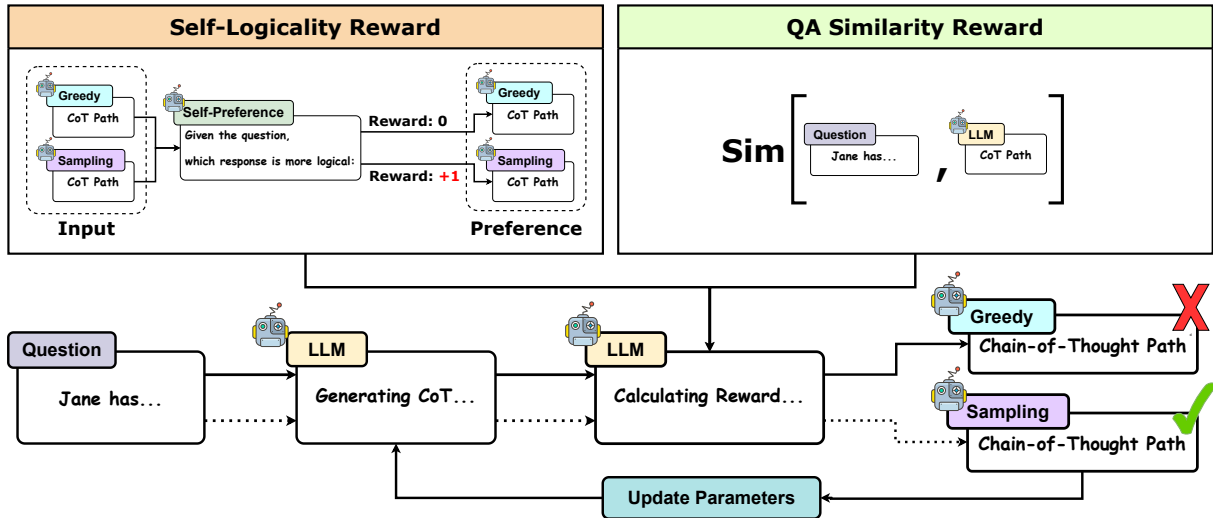 Self-Logicality Reward
Greedy
CoT Path
Sampling
CoT Path
Input
Self-Preference
Given the question,
which response is more logical:
Reward: 0
Reward: +1
Greedy
CoT Path
Sampling
CoT Path
Preference
QA Similarity Reward
Sim
Question
Jane has...
,
LLM
CoT Path
Question
Jane has...
LLM
Generating CoT...
LLM
Calculating Reward...
Greedy
Chain-of-Thought Path
Sampling
Chain-of-Thought Path
Update Parameters